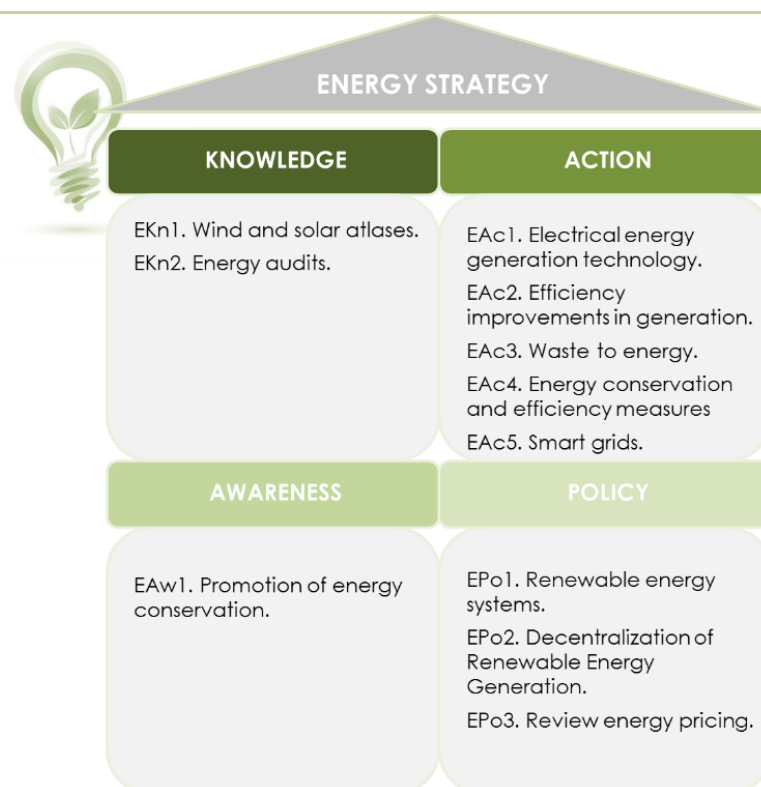 ENERGY STRATEGY
KNOWLEDGE
EKn1. Wind and solar atlases.
EKn2. Energy audits.
ACTION
EAc1. Electrical energy
generation technology.
EAc2. Efficiency
improvements in generation.
EAc3. Waste to energy.
EAc4. Energy conservation
and efficiency measures
EAc5. Smart grids.
AWARENESS
EAw1. Promotion of energy
conservation.
POLICY
EPo1. Renewable energy
systems.
EPo2. Decentralization of
Renewable Energy
Generation.
EPo3. Review energy pricing.